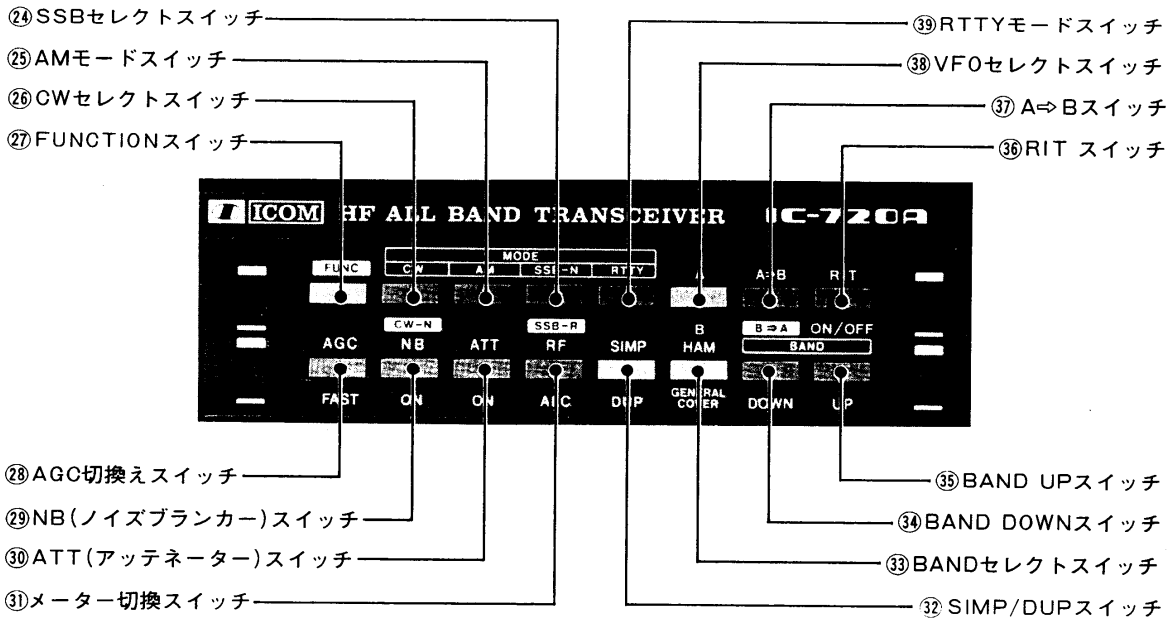 ㉔SSBセレクトスイッチ
㉕AMモードスイッチ
㉖CWセレクトスイッチ
㉗FUNCTIONスイッチ
㊴RTTYモードスイッチ
㊳VFOセレクトスイッチ
㊲A⇨Bスイッチ
㊱RIT スイッチ
I ICOM HF ALL BAND TRANSCEIVER IC-720A
MODE
FUNC CW AM SSB-N RTTY A A⇨B RIT
CW-N SSB-R B B⇨A ON/OFF
AGC NB ATT RF SIMP HAM BAND
FAST ON ON ALC DUP GENERAL COVER DOWN UP
㉘AGC切換えスイッチ
㉙NB(ノイズブランカー)スイッチ
㉚ATT(アッテネーター)スイッチ
㉛メーター切換スイッチ
㉟BAND UPスイッチ
㉞BAND DOWNスイッチ
㉝BANDセレクトスイッチ
㉜SIMP/DUPスイッチ